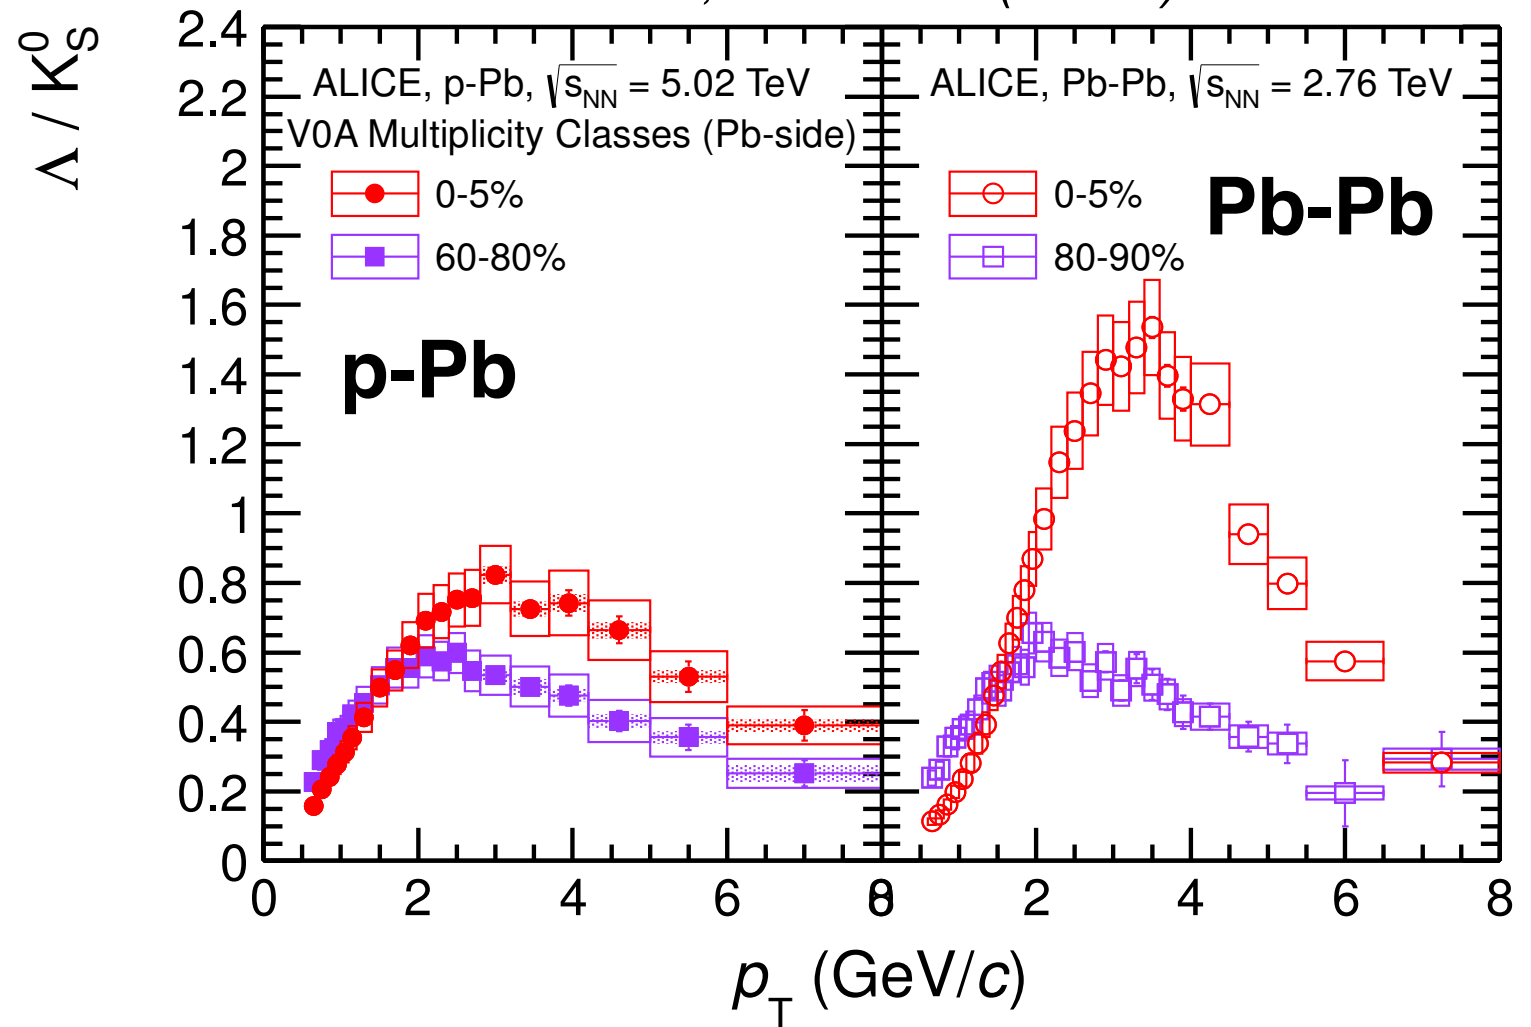 Λ / K⁰S
2.4
2.2
2
1.8
1.6
1.4
1.2
1
0.8
0.6
0.4
0.2
0
ALICE, p-Pb, √sNN = 5.02 TeV
V0A Multiplicity Classes (Pb-side)
0-5%
60-80%
p-Pb
ALICE, Pb-Pb, √sNN = 2.76 TeV
0-5%
80-90%
Pb-Pb
0 2 4 6 8
2 4 6 8
pT (GeV/c)